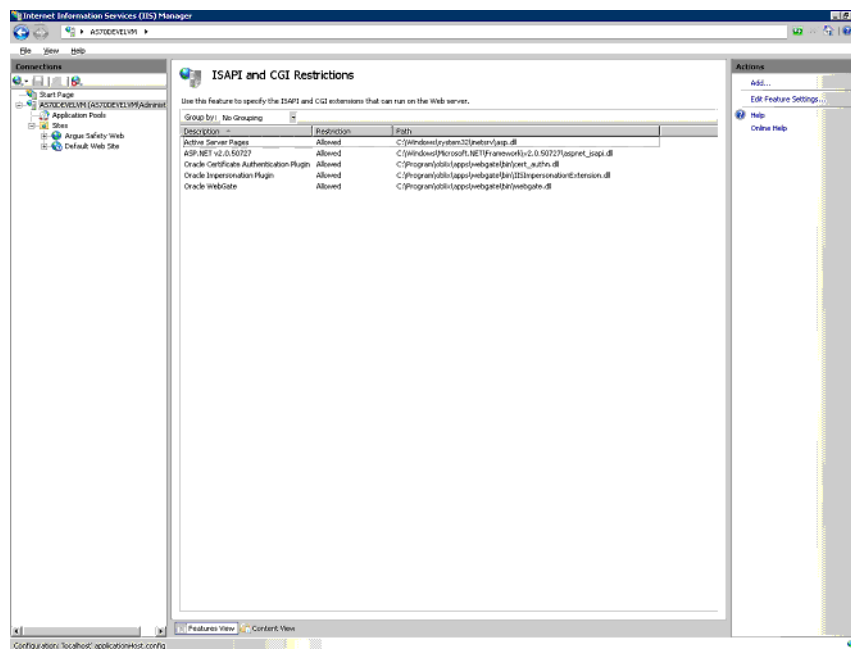 Internet Information Services (IIS) Manager
AS70DEVELVM
File View Help
Connections
Start Page
AS70DEVELVM (AS70DEVELVM\Administ
Application Pools
Sites
Argus Safety Web
Default Web Site
ISAPI and CGI Restrictions
Use this feature to specify the ISAPI and CGI extensions that can run on the Web server.
Group by: No Grouping
Description Restriction Path
Active Server Pages Allowed C:\Windows\system32\inetsrv\asp.dll
ASP.NET v2.0.50727 Allowed C:\Windows\Microsoft.NET\Framework\v2.0.50727\aspnet_isapi.dll
Oracle Certificate Authentication Plugin Allowed C:\Program\oblix\apps\webgate\bin\cert_authn.dll
Oracle Impersonation Plugin Allowed C:\Program\oblix\apps\webgate\bin\IISImpersonationExtension.dll
Oracle WebGate Allowed C:\Program\oblix\apps\webgate\bin\webgate.dll
Features View Content View
Actions
Add...
Edit Feature Settings...
Help
Online Help
Configuration: 'localhost' applicationHost.config